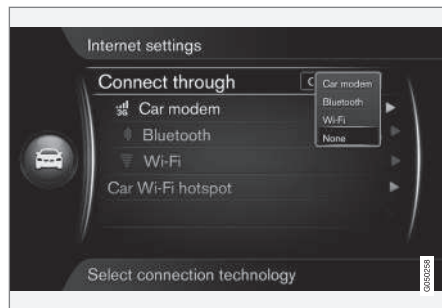 Internet settings
Connect through
Car modem
Bluetooth
Wi-Fi
None
3G Car modem
Bluetooth
Wi-Fi
Car Wi-Fi hotspot
Select connection technology
G050258